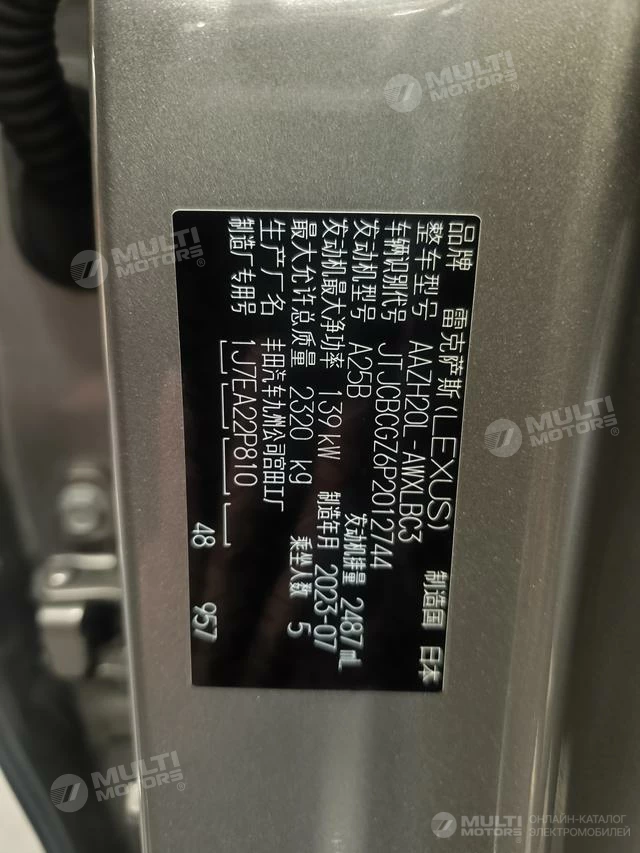 品牌 雷克萨斯(LEXUS) 制造国 日本
整车型号 AAZH20L-AWXLBC3
车辆识别代号 JTJCBCGZ6P2012744
发动机型号 A25B 发动机排量 2487 mL
发动机最大净功率 139 kW 制造年月 2023-07
最大允许总质量 2320 kg 乘坐人数 5
生产厂名 丰田汽车九州公司宫田工厂
制造厂专用号 1J7EA22P810
48 957
MULTI MOTORS®
MULTI MOTORS®
MULTI MOTORS®
MULTI MOTORS®
MULTI MOTORS®
ОНЛАЙН-КАТАЛОГ
ЭЛЕКТРОМОБИЛЕЙ